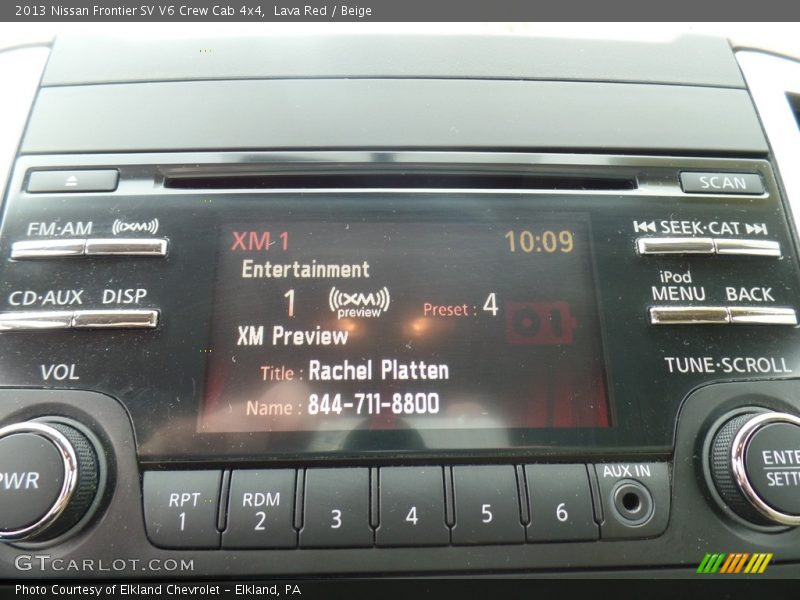 2013 Nissan Frontier SV V6 Crew Cab 4x4,  Lava Red / Beige
SCAN
FM·AM ((XM))
SEEK·CAT
CD·AUX DISP
iPod
MENU BACK
VOL
TUNE·SCROLL
XM 1 10:09
Entertainment
1 ((XM)) Preset : 4
preview
XM Preview
Title : Rachel Platten
Name : 844-711-8800
PWR
ENTE
SETTI
RPT
1
RDM
2
3
4
5
6
AUX IN
GTCARLOT.COM
Photo Courtesy of Elkland Chevrolet - Elkland, PA